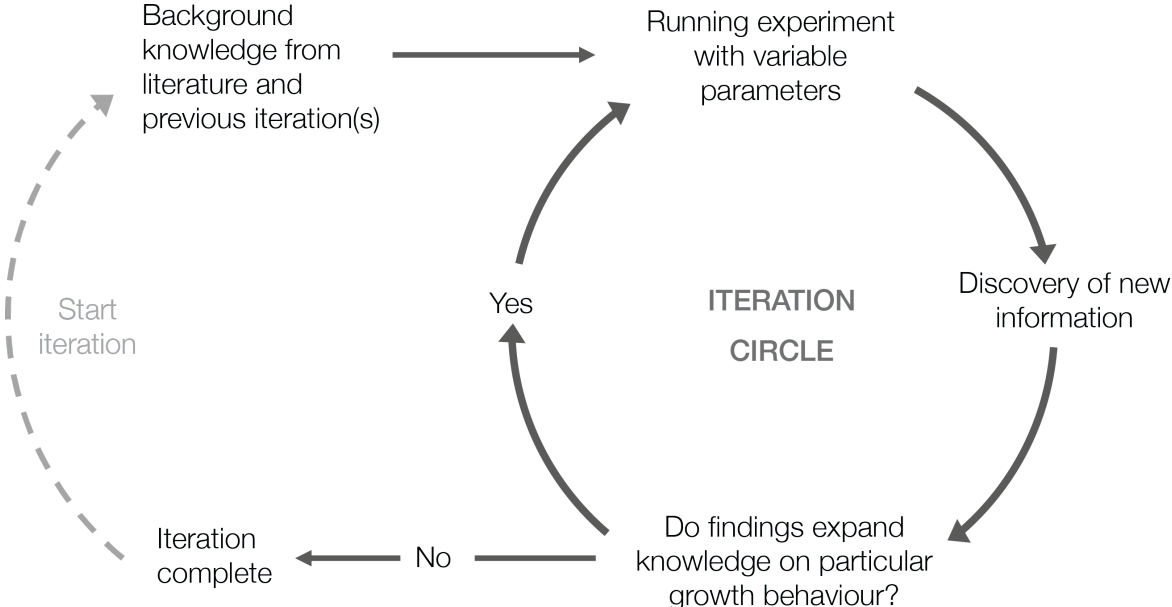 Background
knowledge from
literature and
previous iteration(s)
Running experiment
with variable
parameters
Discovery of new
information
Do findings expand
knowledge on particular
growth behaviour?
Yes
No
Iteration
complete
Start
iteration
ITERATION
CIRCLE